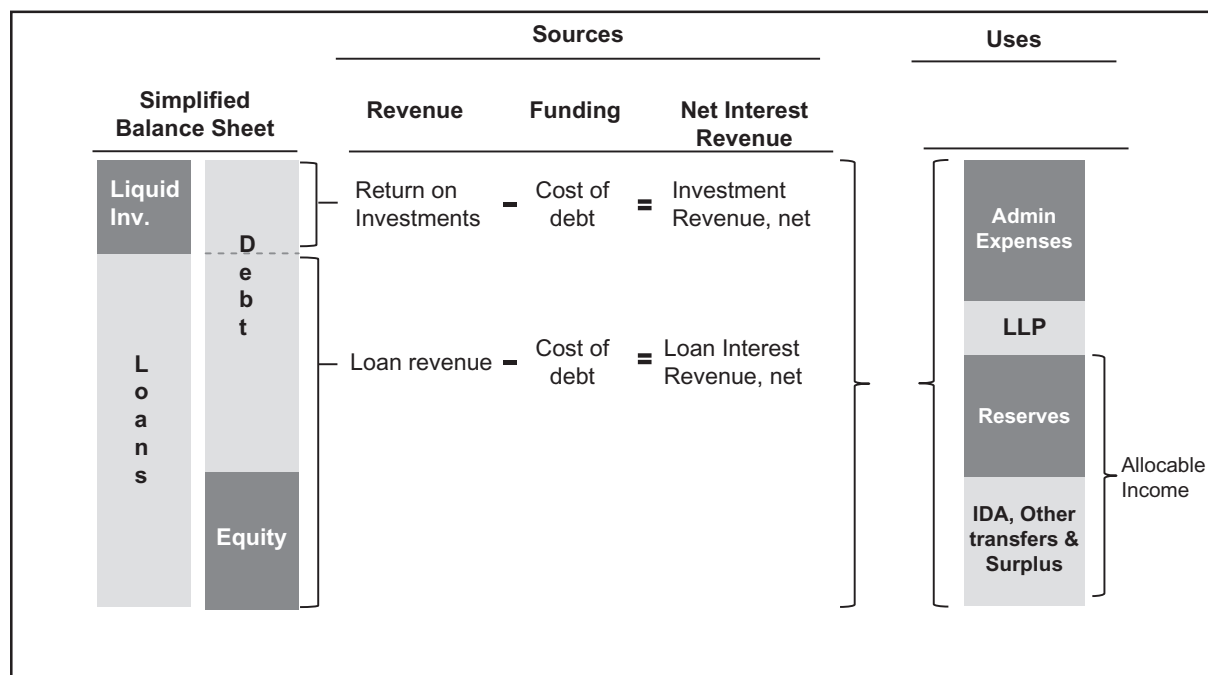 Sources
Uses
Simplified
Balance Sheet
Revenue
Funding
Net Interest
Revenue
Liquid
Inv.
D
e
b
t
Return on
Investments
-
Cost of
debt
=
Investment
Revenue, net
L
o
a
n
s
Equity
Loan revenue
-
Cost of
debt
=
Loan Interest
Revenue, net
Admin
Expenses
LLP
Reserves
IDA, Other
transfers &
Surplus
Allocable
Income